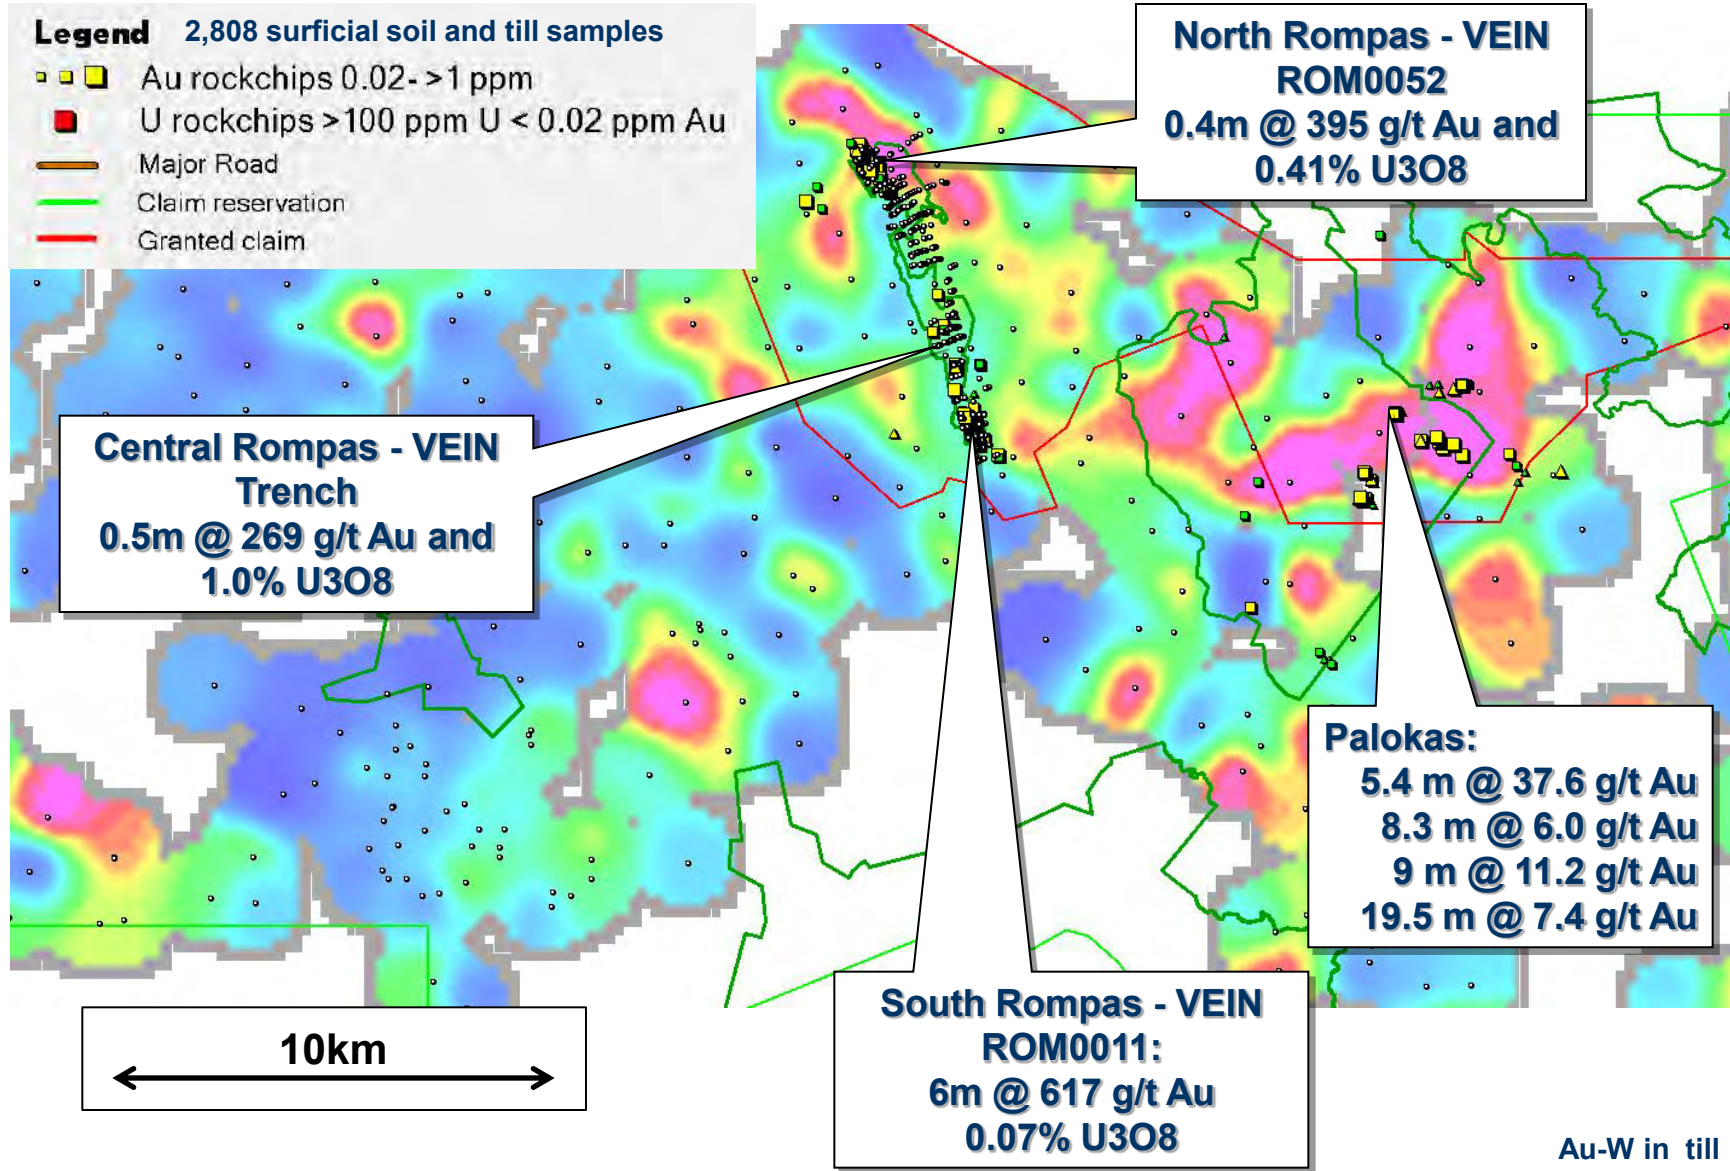 Legend 2,808 surficial soil and till samples
Au rockchips 0.02- >1 ppm
U rockchips >100 ppm U < 0.02 ppm Au
Major Road
Claim reservation
Granted claim
North Rompas - VEIN
ROM0052
0.4m @ 395 g/t Au and
0.41% U3O8
Central Rompas - VEIN
Trench
0.5m @ 269 g/t Au and
1.0% U3O8
Palokas:
5.4 m @ 37.6 g/t Au
8.3 m @ 6.0 g/t Au
9 m @ 11.2 g/t Au
19.5 m @ 7.4 g/t Au
South Rompas - VEIN
ROM0011:
6m @ 617 g/t Au
0.07% U3O8
10km
Au-W in till